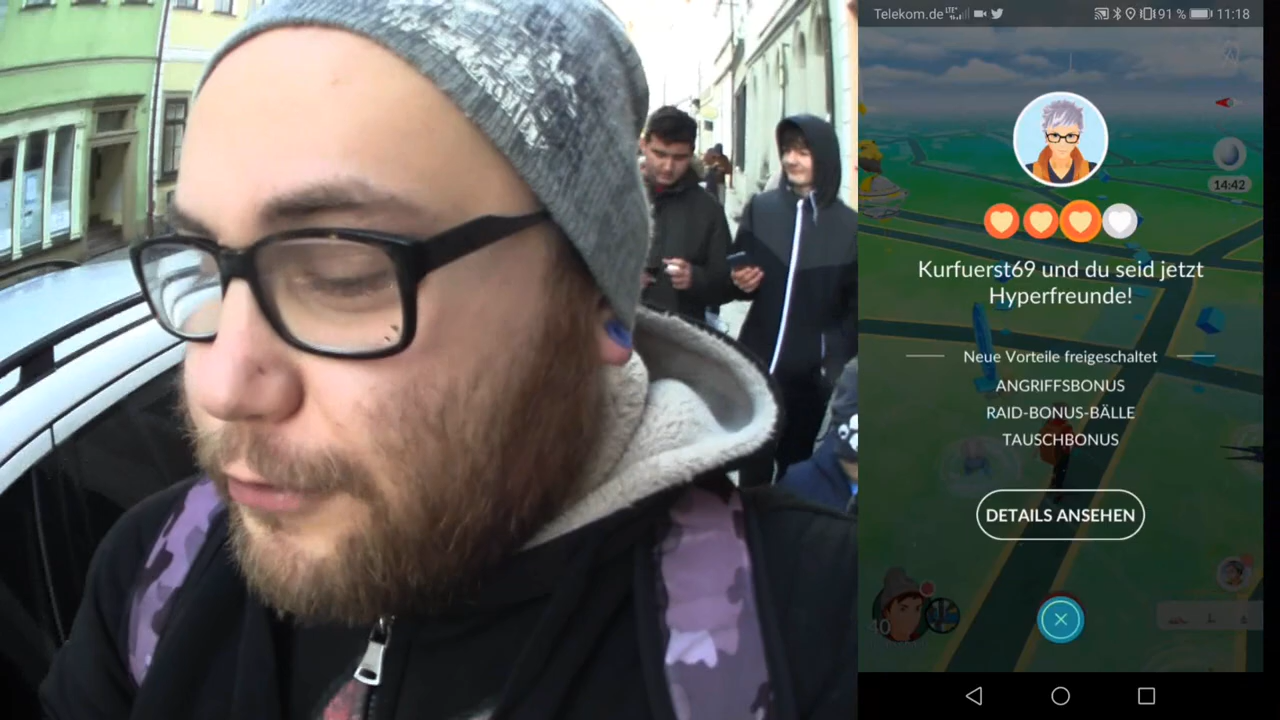 Telekom.de 91 % 11:18
14:42
Kurfuerst69 und du seid jetzt
Hyperfreunde!
Neue Vorteile freigeschaltet
ANGRIFFSBONUS
RAID-BONUS-BÄLLE
TAUSCHBONUS
DETAILS ANSEHEN
40